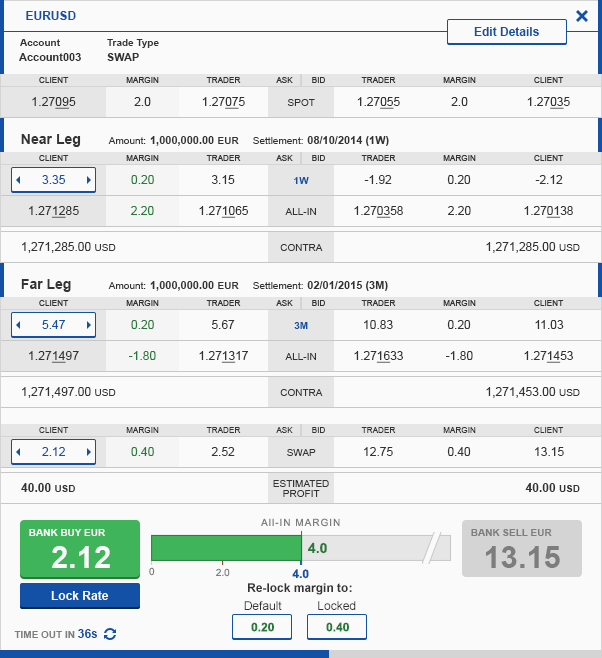 EURUSD
Edit Details
Account Trade Type
Account003 SWAP
CLIENT MARGIN TRADER ASK BID TRADER MARGIN CLIENT
1.27095 2.0 1.27075 SPOT 1.27055 2.0 1.27035
Near Leg Amount: 1,000,000.00 EUR Settlement: 08/10/2014 (1W)
CLIENT MARGIN TRADER ASK BID TRADER MARGIN CLIENT
3.35 0.20 3.15 1W -1.92 0.20 -2.12
1.271285 2.20 1.271065 ALL-IN 1.270358 2.20 1.270138
1,271,285.00 USD CONTRA 1,271,285.00 USD
Far Leg Amount: 1,000,000.00 EUR Settlement: 02/01/2015 (3M)
CLIENT MARGIN TRADER ASK BID TRADER MARGIN CLIENT
5.47 0.20 5.67 3M 10.83 0.20 11.03
1.271497 -1.80 1.271317 ALL-IN 1.271633 -1.80 1.271453
1,271,497.00 USD CONTRA 1,271,453.00 USD
CLIENT MARGIN TRADER ASK BID TRADER MARGIN CLIENT
2.12 0.40 2.52 SWAP 12.75 0.40 13.15
40.00 USD ESTIMATED PROFIT 40.00 USD
All-IN MARGIN
BANK BUY EUR
2.12
4.0
BANK SELL EUR
13.15
0 2.0 4.0
Lock Rate
Re-lock margin to:
Default Locked
0.20 0.40
TIME OUT IN 36s